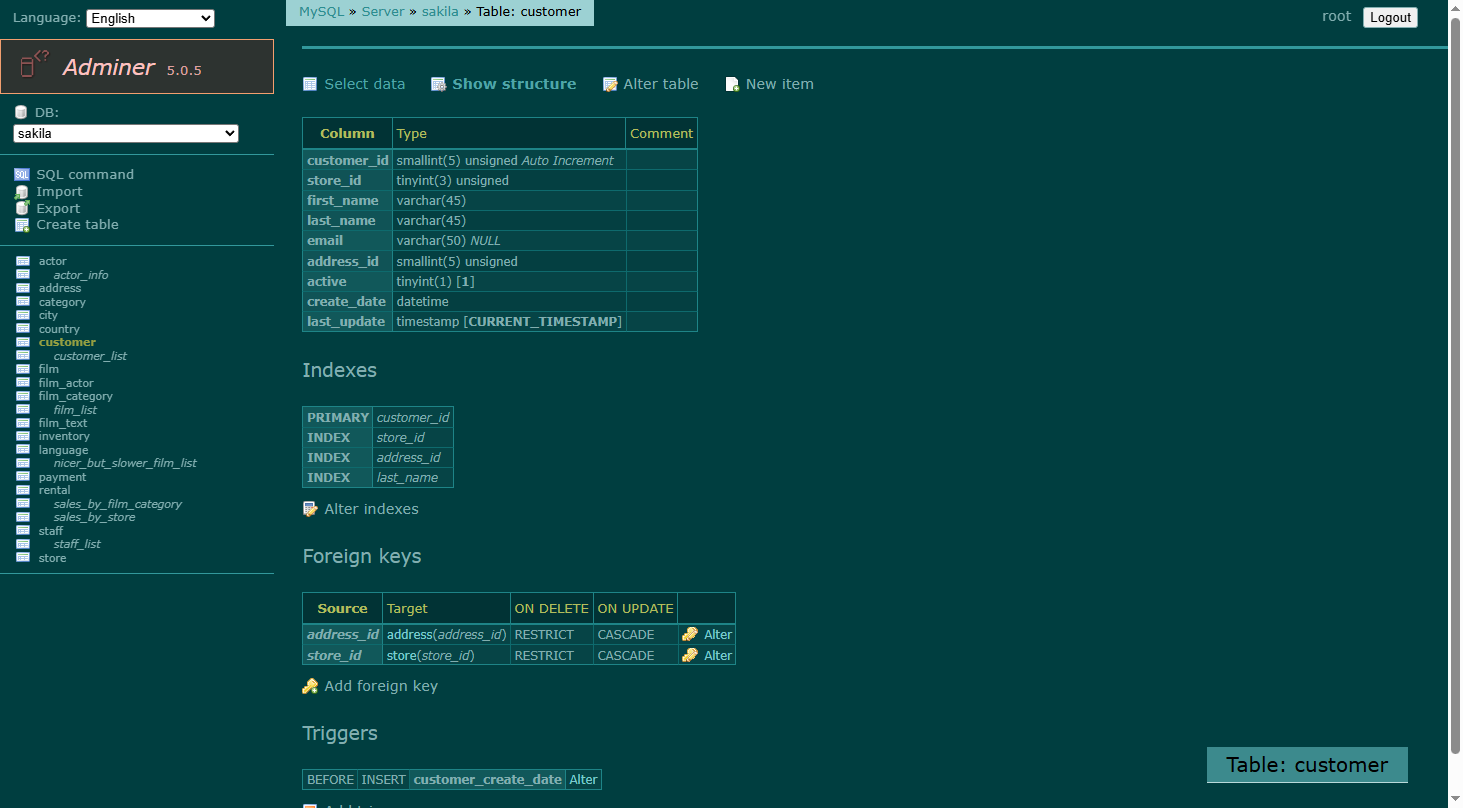 Language: English
MySQL » Server » sakila » Table: customer
root Logout
Adminer 5.0.5
DB:
sakila
SQL command
Import
Export
Create table
actor
actor_info
address
category
city
country
customer
customer_list
film
film_actor
film_category
film_list
film_text
inventory
language
nicer_but_slower_film_list
payment
rental
sales_by_film_category
sales_by_store
staff
staff_list
store
Select data Show structure Alter table New item
Column Type Comment
customer_id smallint(5) unsigned Auto Increment
store_id tinyint(3) unsigned
first_name varchar(45)
last_name varchar(45)
email varchar(50) NULL
address_id smallint(5) unsigned
active tinyint(1) [1]
create_date datetime
last_update timestamp [CURRENT_TIMESTAMP]
Indexes
PRIMARY customer_id
INDEX store_id
INDEX address_id
INDEX last_name
Alter indexes
Foreign keys
Source Target ON DELETE ON UPDATE
address_id address(address_id) RESTRICT CASCADE Alter
store_id store(store_id) RESTRICT CASCADE Alter
Add foreign key
Triggers
BEFORE INSERT customer_create_date Alter
Table: customer